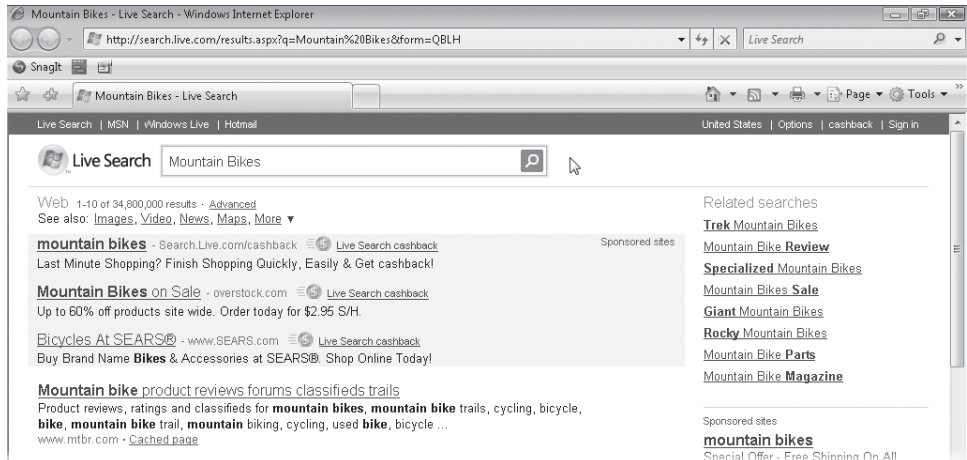 Mountain Bikes - Live Search - Windows Internet Explorer
http://search.live.com/results.aspx?q=Mountain%20Bikes&form=QBLH
Live Search
SnagIt
Mountain Bikes - Live Search
Page
Tools
Live Search | MSN | Windows Live | Hotmail
United States | Options | cashback | Sign in
Live Search
Mountain Bikes
Web 1-10 of 34,800,000 results · Advanced
See also: Images, Video, News, Maps, More ▼
mountain bikes - Search.Live.com/cashback Live Search cashback
Sponsored sites
Last Minute Shopping? Finish Shopping Quickly, Easily & Get cashback!
Mountain Bikes on Sale - overstock.com Live Search cashback
Up to 60% off products site wide. Order today for $2.95 S/H.
Bicycles At SEARS® - www.SEARS.com Live Search cashback
Buy Brand Name Bikes & Accessories at SEARS®. Shop Online Today!
Mountain bike product reviews forums classifieds trails
Product reviews, ratings and classifieds for mountain bikes, mountain bike trails, cycling, bicycle,
bike, mountain bike trail, mountain biking, cycling, used bike, bicycle ...
www.mtbr.com · Cached page
Related searches
Trek Mountain Bikes
Mountain Bike Review
Specialized Mountain Bikes
Mountain Bikes Sale
Giant Mountain Bikes
Rocky Mountain Bikes
Mountain Bike Parts
Mountain Bike Magazine
Sponsored sites
mountain bikes
Special Offer - Free Shipping On All